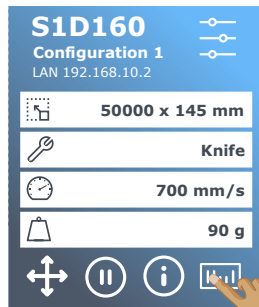 S1D160
Configuration 1
LAN 192.168.10.2
50000 x 145 mm
Knife
700 mm/s
90 g